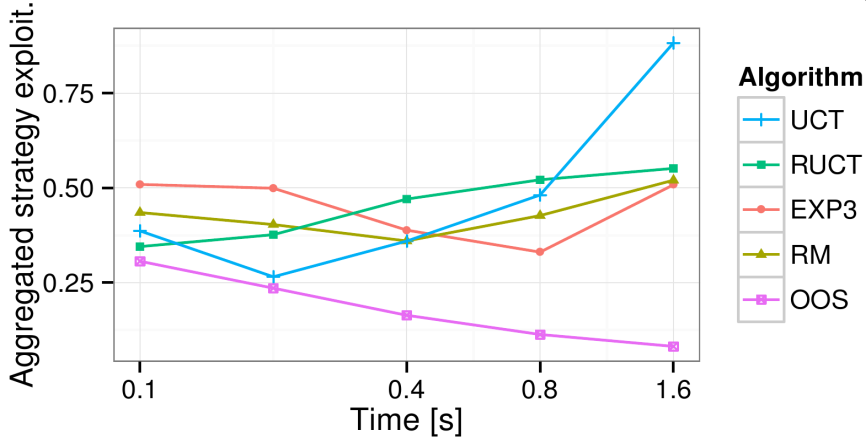 Aggregated strategy exploit.
0.75
0.50
0.25
0.1
0.4
0.8
1.6
Time [s]
Algorithm
UCT
RUCT
EXP3
RM
OOS